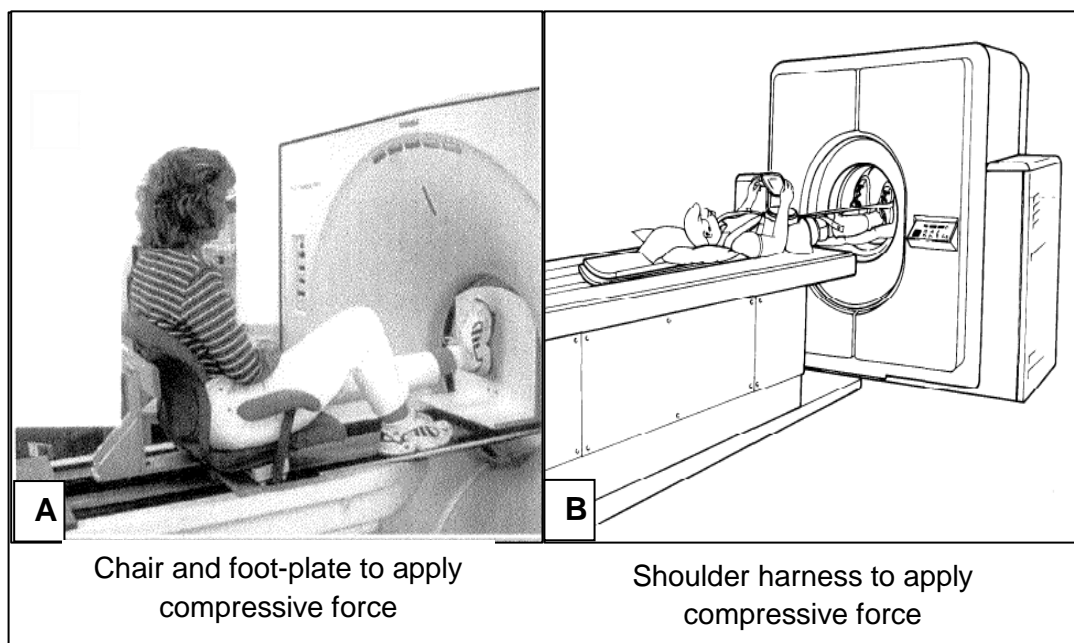 A
B
Chair and foot-plate to apply
compressive force
Shoulder harness to apply
compressive force